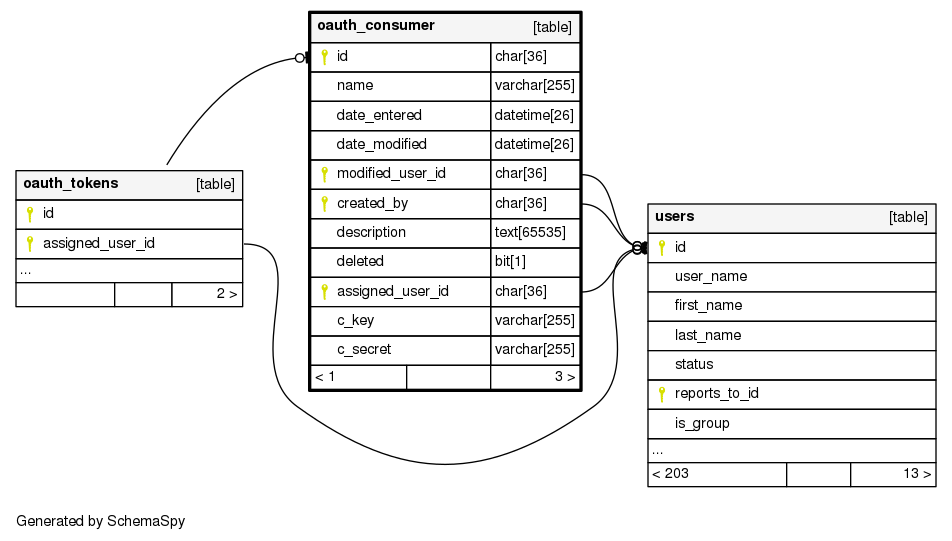 oauth_consumer [table]
id char[36]
name varchar[255]
date_entered datetime[26]
date_modified datetime[26]
modified_user_id char[36]
created_by char[36]
description text[65535]
deleted bit[1]
assigned_user_id char[36]
c_key varchar[255]
c_secret varchar[255]
< 1 3 >
oauth_tokens [table]
id
assigned_user_id
...
2 >
users [table]
id
user_name
first_name
last_name
status
reports_to_id
is_group
...
< 203 13 >
Generated by SchemaSpy